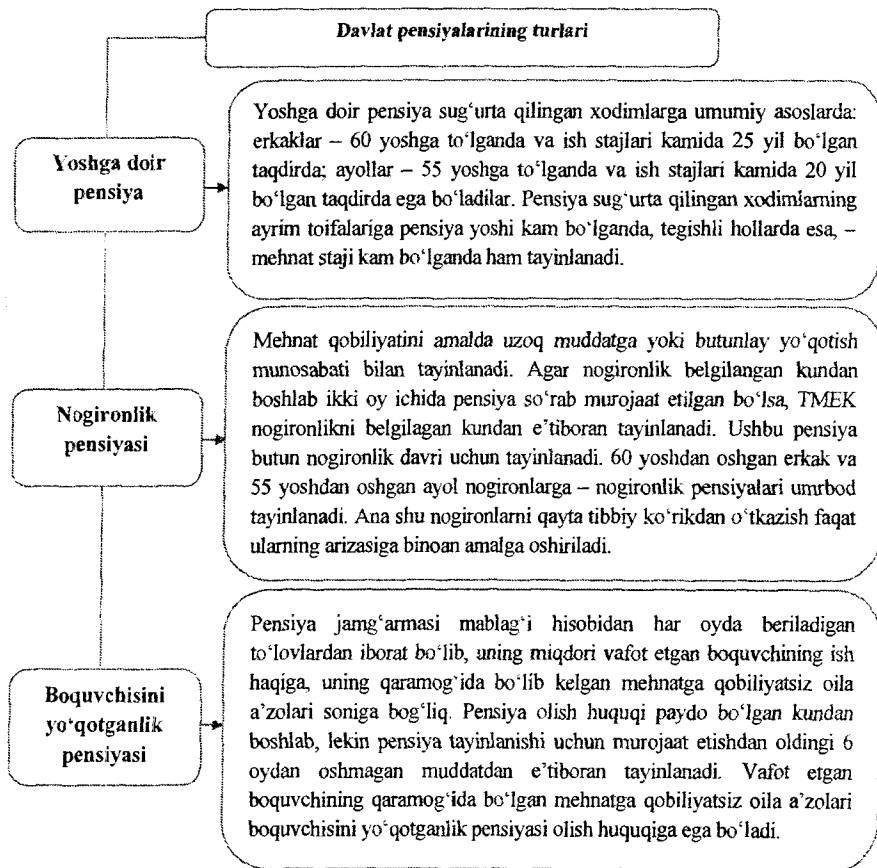 Davlat pensiyalarining turlari
Yoshga doir
pensiya
Yoshga doir pensiya sug‘urta qilingan xodimlarga umumiy asoslarda:
erkaklar – 60 yoshga to‘lganda va ish stajlari kamida 25 yil bo‘lgan
taqdirda; ayollar – 55 yoshga to‘lganda va ish stajlari kamida 20 yil
bo‘lgan taqdirda ega bo‘ladilar. Pensiya sug‘urta qilingan xodimlarning
ayrim toifalariga pensiya yoshi kam bo‘lganda, tegishli hollarda esa, –
mehnat staji kam bo‘lganda ham tayinlanadi.
Nogironlik
pensiyasi
Mehnat qobiliyatini amalda uzoq muddatga yoki butunlay yo‘qotish
munosabati bilan tayinlanadi. Agar nogironlik belgilangan kundan
boshlab ikki oy ichida pensiya so‘rab murojaat etilgan bo‘lsa, TMEK
nogironlikni belgilagan kundan e’tiboran tayinlanadi. Ushbu pensiya
butun nogironlik davri uchun tayinlanadi. 60 yoshdan oshgan erkak va
55 yoshdan oshgan ayol nogironlarga – nogironlik pensiyalari umrbod
tayinlanadi. Ana shu nogironlarni qayta tibbiy ko‘rikdan o‘tkazish faqat
ularning arizasiga binoan amalga oshiriladi.
Boquvchisini
yo‘qotganlik
pensiyasi
Pensiya jamg‘armasi mablag‘i hisobidan har oyda beriladigan
to‘lovlardan iborat bo‘lib, uning miqdori vafot etgan boquvchining ish
haqiga, uning qaramog‘ida bo‘lib kelgan mehnatga qobiliyatsiz oila
a’zolari soniga bog‘liq. Pensiya olish huquqi paydo bo‘lgan kundan
boshlab, lekin pensiya tayinlanishi uchun murojaat etishdan oldingi 6
oydan oshmagan muddatdan e’tiboran tayinlanadi. Vafot etgan
boquvchining qaramog‘ida bo‘lgan mehnatga qobiliyatsiz oila a’zolari
boquvchisini yo‘qotganlik pensiyasi olish huquqiga ega bo‘ladi.